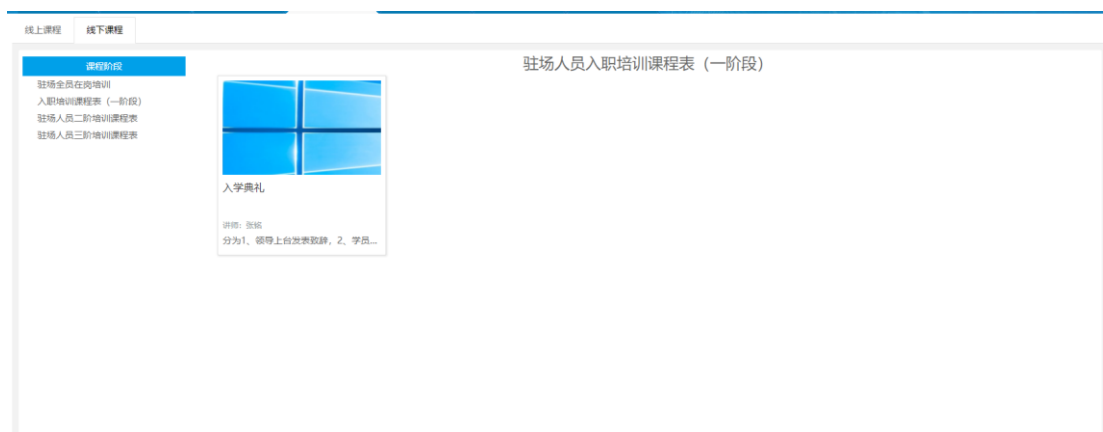 线上课程
线下课程
课程阶段
驻场全员在岗培训
入职培训课程表（一阶段）
驻场人员二阶培训课程表
驻场人员三阶培训课程表
驻场人员入职培训课程表（一阶段）
入学典礼
讲师：张铭
分为1、领导上台发表致辞，2、学员...